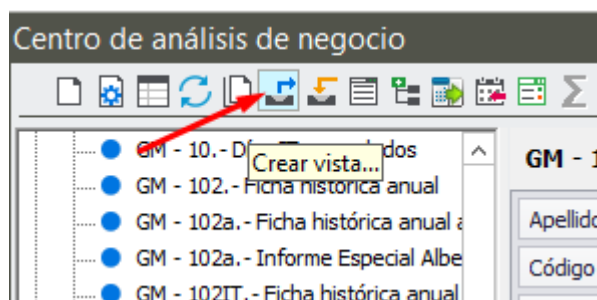 Centro de análisis de negocio
GM - 10. - dos
Crear vista...
GM - 102. - Ficha histórica anual
GM - 102a. - Ficha histórica anual
GM - 102a. - Informe Especial Albe
GM - 102IT. - Ficha histórica anual
GM - 1
Apellido
Código